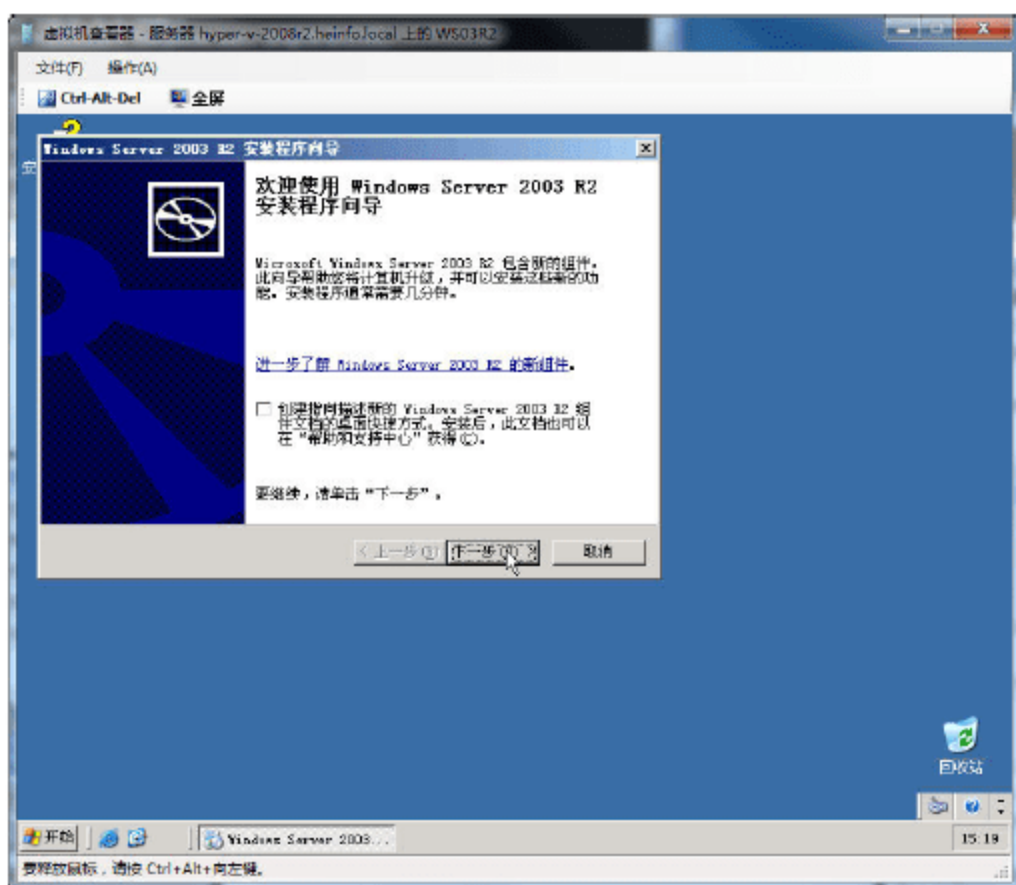 虚拟机查看器 - 服务器 hyper-v-2008r2.heinfo.local 上的 WS03R2
文件(F) 操作(A)
Ctrl-Alt-Del 全屏
安
Windows Server 2003 R2 安装程序向导
欢迎使用 Windows Server 2003 R2
安装程序向导
Microsoft Windows Server 2003 R2 包含新的组件。
此向导帮助您将计算机升级，并可以安装这些新的功
能。安装程序通常需要几分钟。
进一步了解 Windows Server 2003 R2 的新组件。
创建指向描述新的 Windows Server 2003 R2 组
件文档的桌面快捷方式。安装后，此文档也可以
在“帮助和支持中心”获得(C)。
要继续，请单击“下一步”。
< 上一步(B) 下一步(N) > 取消
回收站
开始 Windows Server 2003... 15:19
要释放鼠标，请按 Ctrl+Alt+向左键。